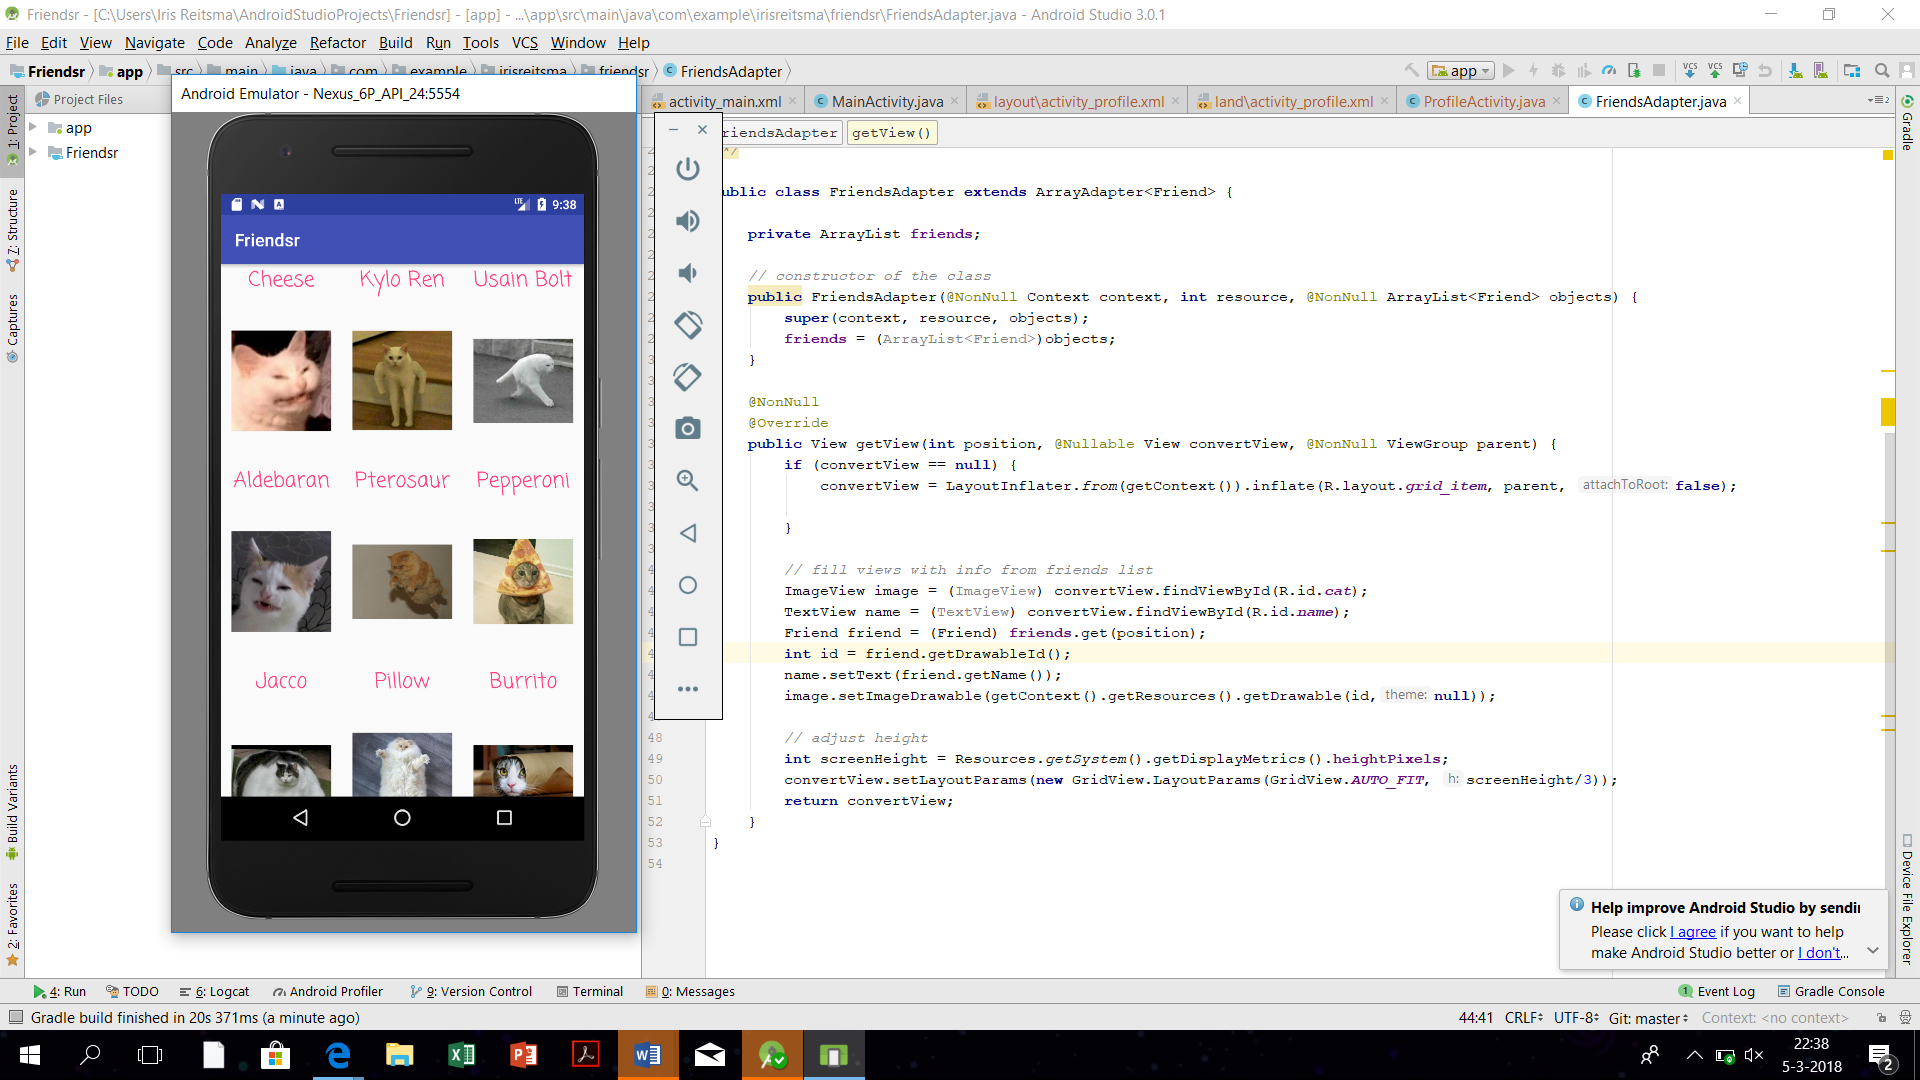 Friendsr - [C:\Users\Iris Reitsma\AndroidStudioProjects\Friendsr] - [app] - ...\app\src\main\java\com\example\irisreitsma\friendsr\FriendsAdapter.java - Android Studio 3.0.1
File Edit View Navigate Code Analyze Refactor Build Run Tools VCS Window Help
Friendsr app src main java com example irisreitsma friendsr FriendsAdapter
app
Project Files
Android Emulator - Nexus_6P_API_24:5554
activity_main.xml MainActivity.java layout\activity_profile.xml land\activity_profile.xml ProfileActivity.java FriendsAdapter.java
1: Project
7: Structure
Captures
Build Variants
2: Favorites
app
Friendsr
LTE 9:38
Friendsr
Cheese Kylo Ren Usain Bolt
Aldebaran Pterosaur Pepperoni
Jacco Pillow Burrito
riendsAdapter getView()
*/
ublic class FriendsAdapter extends ArrayAdapter<Friend> {
private ArrayList friends;
// constructor of the class
public FriendsAdapter(@NonNull Context context, int resource, @NonNull ArrayList<Friend> objects) {
super(context, resource, objects);
friends = (ArrayList<Friend>)objects;
}
@NonNull
@Override
public View getView(int position, @Nullable View convertView, @NonNull ViewGroup parent) {
if (convertView == null) {
convertView = LayoutInflater.from(getContext()).inflate(R.layout.grid_item, parent, attachToRoot: false);
}
// fill views with info from friends list
ImageView image = (ImageView) convertView.findViewById(R.id.cat);
TextView name = (TextView) convertView.findViewById(R.id.name);
Friend friend = (Friend) friends.get(position);
int id = friend.getDrawableId();
name.setText(friend.getName());
image.setImageDrawable(getContext().getResources().getDrawable(id, theme: null));
48 // adjust height
49 int screenHeight = Resources.getSystem().getDisplayMetrics().heightPixels;
50 convertView.setLayoutParams(new GridView.LayoutParams(GridView.AUTO_FIT, h: screenHeight/3));
51 return convertView;
52 }
53 }
54
Gradle
Device File Explorer
Help improve Android Studio by sendi
Please click I agree if you want to help
make Android Studio better or I don't...
4: Run TODO 6: Logcat Android Profiler 9: Version Control Terminal 0: Messages 1 Event Log Gradle Console
Gradle build finished in 20s 371ms (a minute ago) 44:41 CRLF UTF-8 Git: master Context: <no context>
22:38
5-3-2018
2